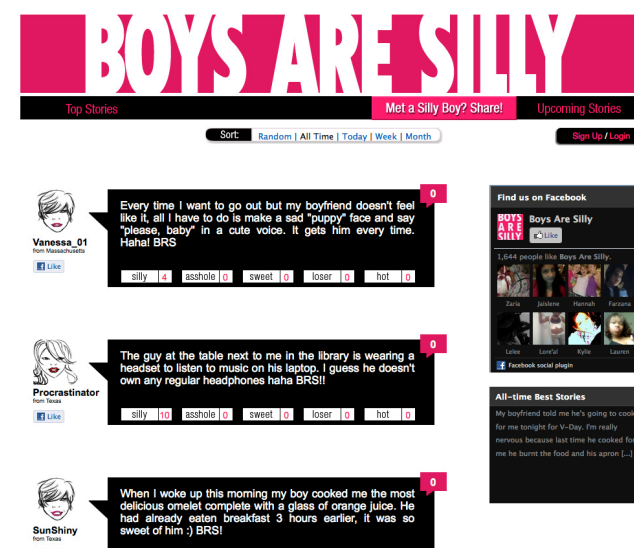 BOYS ARE SILLY
Top Stories
Met a Silly Boy? Share!
Upcoming Stories
Sort:
Random | All Time | Today | Week | Month
Sign Up / Login
0
Every time I want to go out but my boyfriend doesn't feel
like it, all I have to do is make a sad "puppy" face and say
"please, baby" in a cute voice. It gets him every time.
Haha! BRS
Vanessa_01
from Massachusetts
Like
silly 4 asshole 0 sweet 0 loser 0 hot 0
0
The guy at the table next to me in the library is wearing a
headset to listen to music on his laptop. I guess he doesn't
own any regular headphones haha BRS!!
Procrastinator
from Texas
Like
silly 10 asshole 0 sweet 0 loser 0 hot 0
0
When I woke up this morning my boy cooked me the most
delicious omelet complete with a glass of orange juice. He
had already eaten breakfast 3 hours earlier, it was so
sweet of him :) BRS!
SunShiny
from Texas
Find us on Facebook
BOYS
ARE
SILLY
Boys Are Silly
Like
1,644 people like Boys Are Silly.
Zaria Jaislene Hannah Farzana
Lelee Lore'al Kylie Lauren
Facebook social plugin
All-time Best Stories
My boyfriend told me he's going to cook
for me tonight for V-Day. I'm really
nervous because last time he cooked for
me he burnt the food and his apron [...]